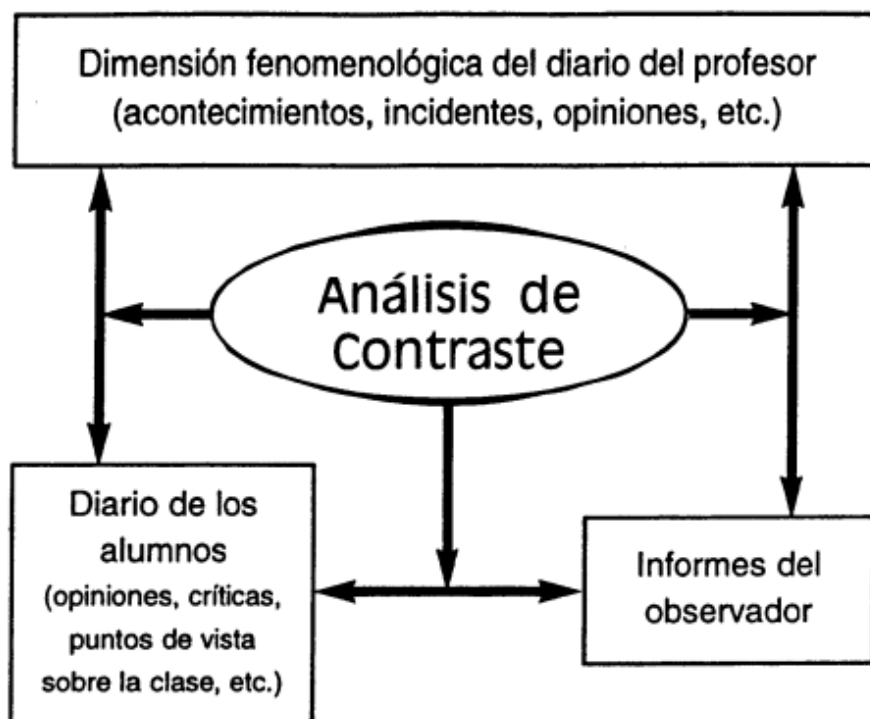 Dimensión fenomenológica del diario del profesor
(acontecimientos, incidentes, opiniones, etc.)
Análisis de
Contraste
Diario de los
alumnos
(opiniones, críticas,
puntos de vista
sobre la clase, etc.)
Informes del
observador